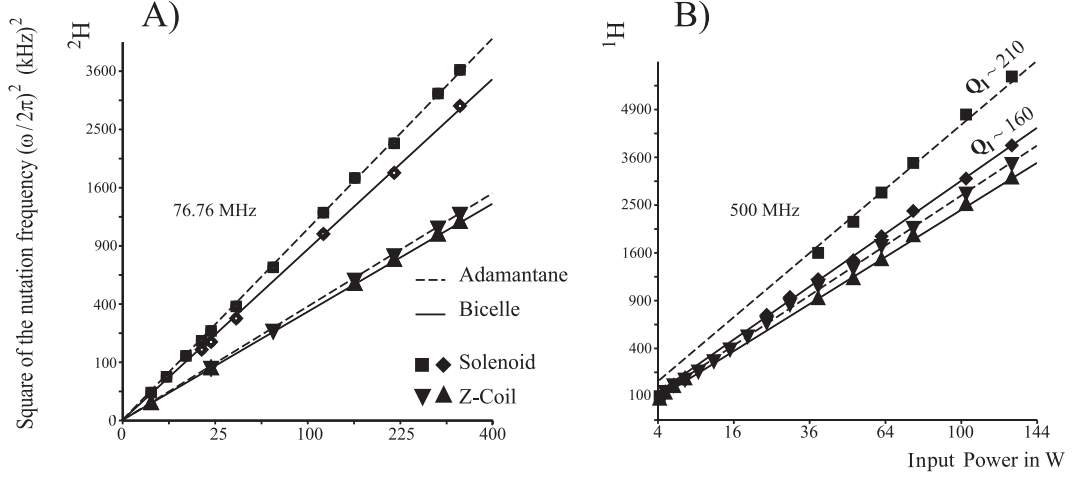 A)
B)
²H
¹H
Square of the nutation frequency (ω/2π)² (kHz)²
3600
2500
1600
900
400
100
0
0 25 100 225 400
76.76 MHz
Adamantane
Bicelle
Solenoid
Z-Coil
4900
3600
2500
1600
900
400
100
4 16 36 64 100 144
500 MHz
Q_I ~ 210
Q_I ~ 160
Input Power in W